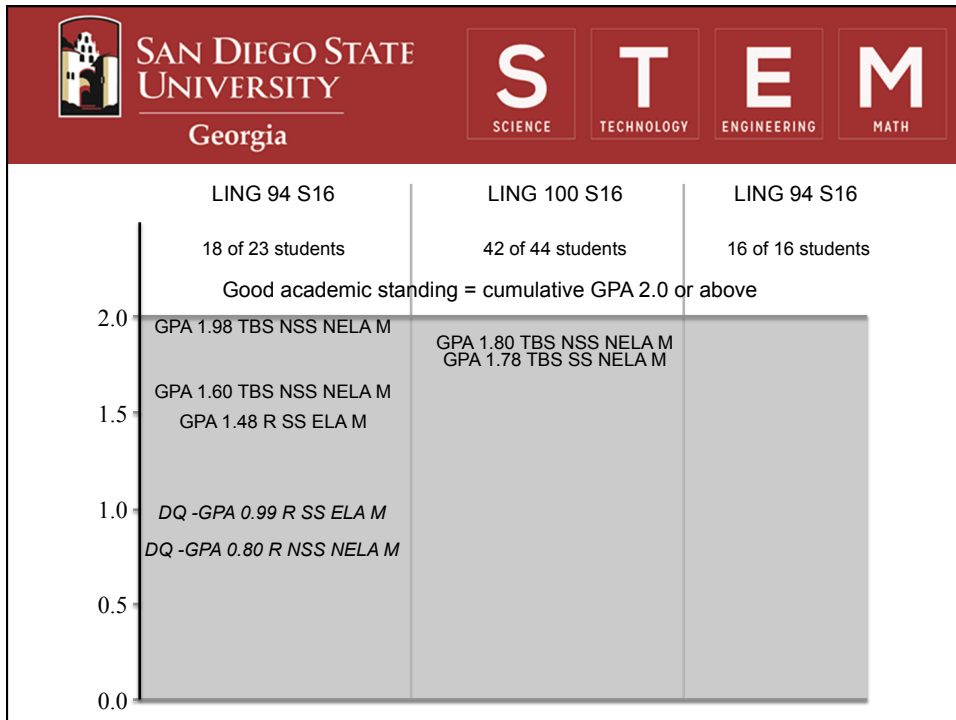 SAN DIEGO STATE
UNIVERSITY
Georgia
S
SCIENCE
T
TECHNOLOGY
E
ENGINEERING
M
MATH
LING 94 S16
LING 100 S16
LING 94 S16
18 of 23 students
42 of 44 students
16 of 16 students
Good academic standing = cumulative GPA 2.0 or above
2.0
GPA 1.98 TBS NSS NELA M
GPA 1.80 TBS NSS NELA M
GPA 1.78 TBS SS NELA M
GPA 1.60 TBS NSS NELA M
1.5
GPA 1.48 R SS ELA M
1.0
DQ -GPA 0.99 R SS ELA M
DQ -GPA 0.80 R NSS NELA M
0.5
0.0